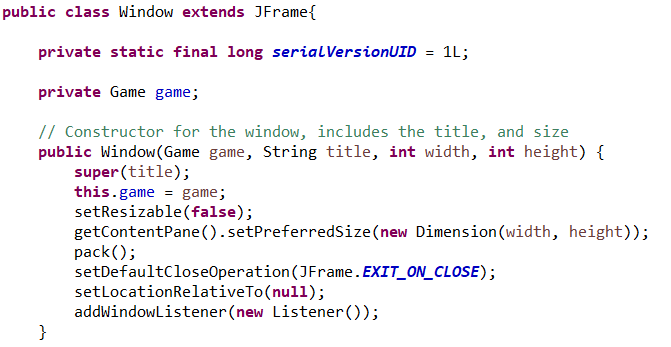 public class Window extends JFrame{
private static final long serialVersionUID = 1L;
private Game game;
// Constructor for the window, includes the title, and size
public Window(Game game, String title, int width, int height) {
super(title);
this.game = game;
setResizable(false);
getContentPane().setPreferredSize(new Dimension(width, height));
pack();
setDefaultCloseOperation(JFrame.EXIT_ON_CLOSE);
setLocationRelativeTo(null);
addWindowListener(new Listener());
}